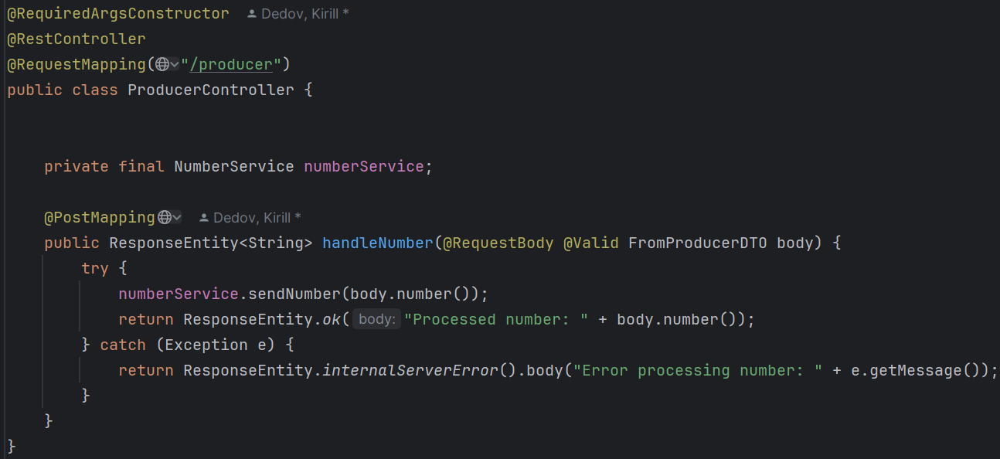 @RequiredArgsConstructor Dedov, Kirill *
@RestController
@RequestMapping("/producer")
public class ProducerController {
private final NumberService numberService;
@PostMapping Dedov, Kirill *
public ResponseEntity<String> handleNumber(@RequestBody @Valid FromProducerDTO body) {
try {
numberService.sendNumber(body.number());
return ResponseEntity.ok( body: "Processed number: " + body.number());
} catch (Exception e) {
return ResponseEntity.internalServerError().body("Error processing number: " + e.getMessage());
}
}
}